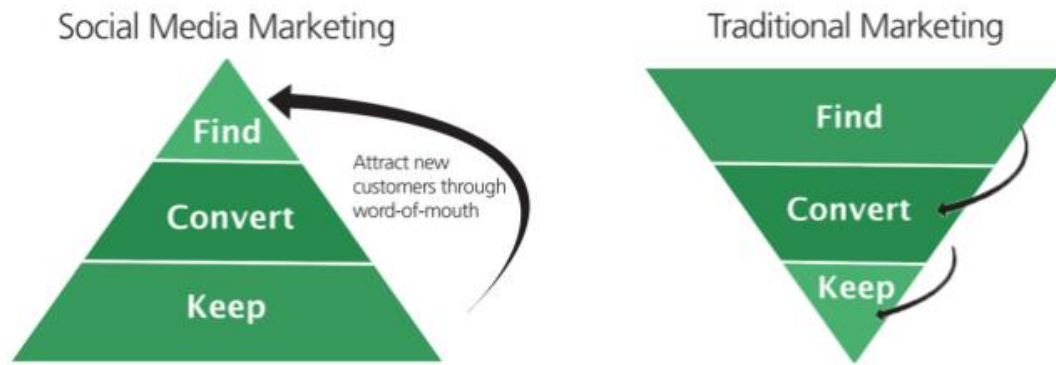 Social Media Marketing
Find
Attract new
customers through
word-of-mouth
Convert
Keep
Traditional Marketing
Find
Convert
Keep